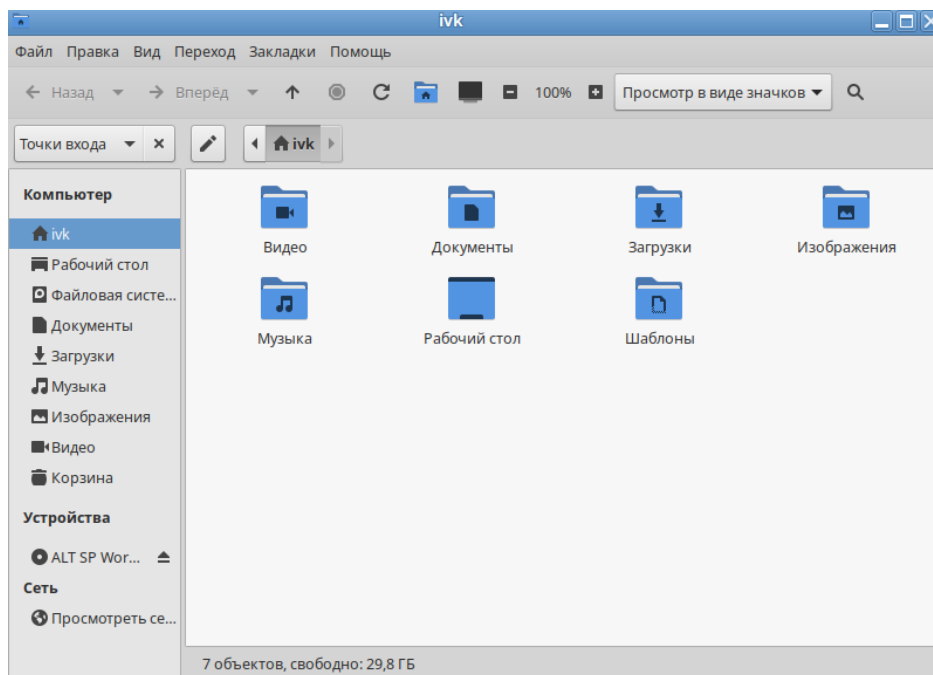 ivk
Файл Правка Вид Переход Закладки Помощь
Назад Вперёд 100% Просмотр в виде значков
Точки входа ivk
Компьютер
ivk
Рабочий стол
Файловая систе...
Документы
Загрузки
Музыка
Изображения
Видео
Корзина
Устройства
ALT SP Wor...
Сеть
Просмотреть се...
Видео Документы Загрузки Изображения
Музыка Рабочий стол Шаблоны
7 объектов, свободно: 29,8 ГБ